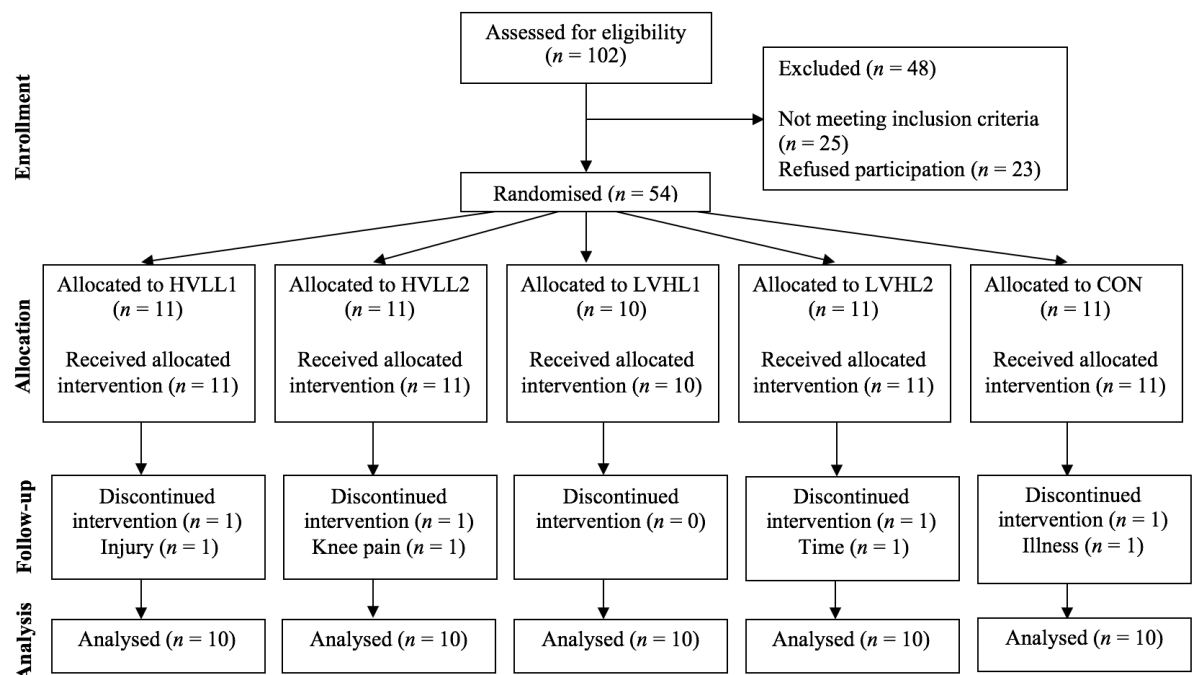 Enrollment
Assessed for eligibility
(n = 102)
Excluded (n = 48)
Not meeting inclusion criteria
(n = 25)
Refused participation (n = 23)
Randomised (n = 54)
Allocation
Allocated to HVLL1
(n = 11)
Received allocated
intervention (n = 11)
Allocated to HVLL2
(n = 11)
Received allocated
intervention (n = 11)
Allocated to LVHL1
(n = 10)
Received allocated
intervention (n = 10)
Allocated to LVHL2
(n = 11)
Received allocated
intervention (n = 11)
Allocated to CON
(n = 11)
Received allocated
intervention (n = 11)
Follow-up
Discontinued
intervention (n = 1)
Injury (n = 1)
Discontinued
intervention (n = 1)
Knee pain (n = 1)
Discontinued
intervention (n = 0)
Discontinued
intervention (n = 1)
Time (n = 1)
Discontinued
intervention (n = 1)
Illness (n = 1)
Analysis
Analysed (n = 10)
Analysed (n = 10)
Analysed (n = 10)
Analysed (n = 10)
Analysed (n = 10)